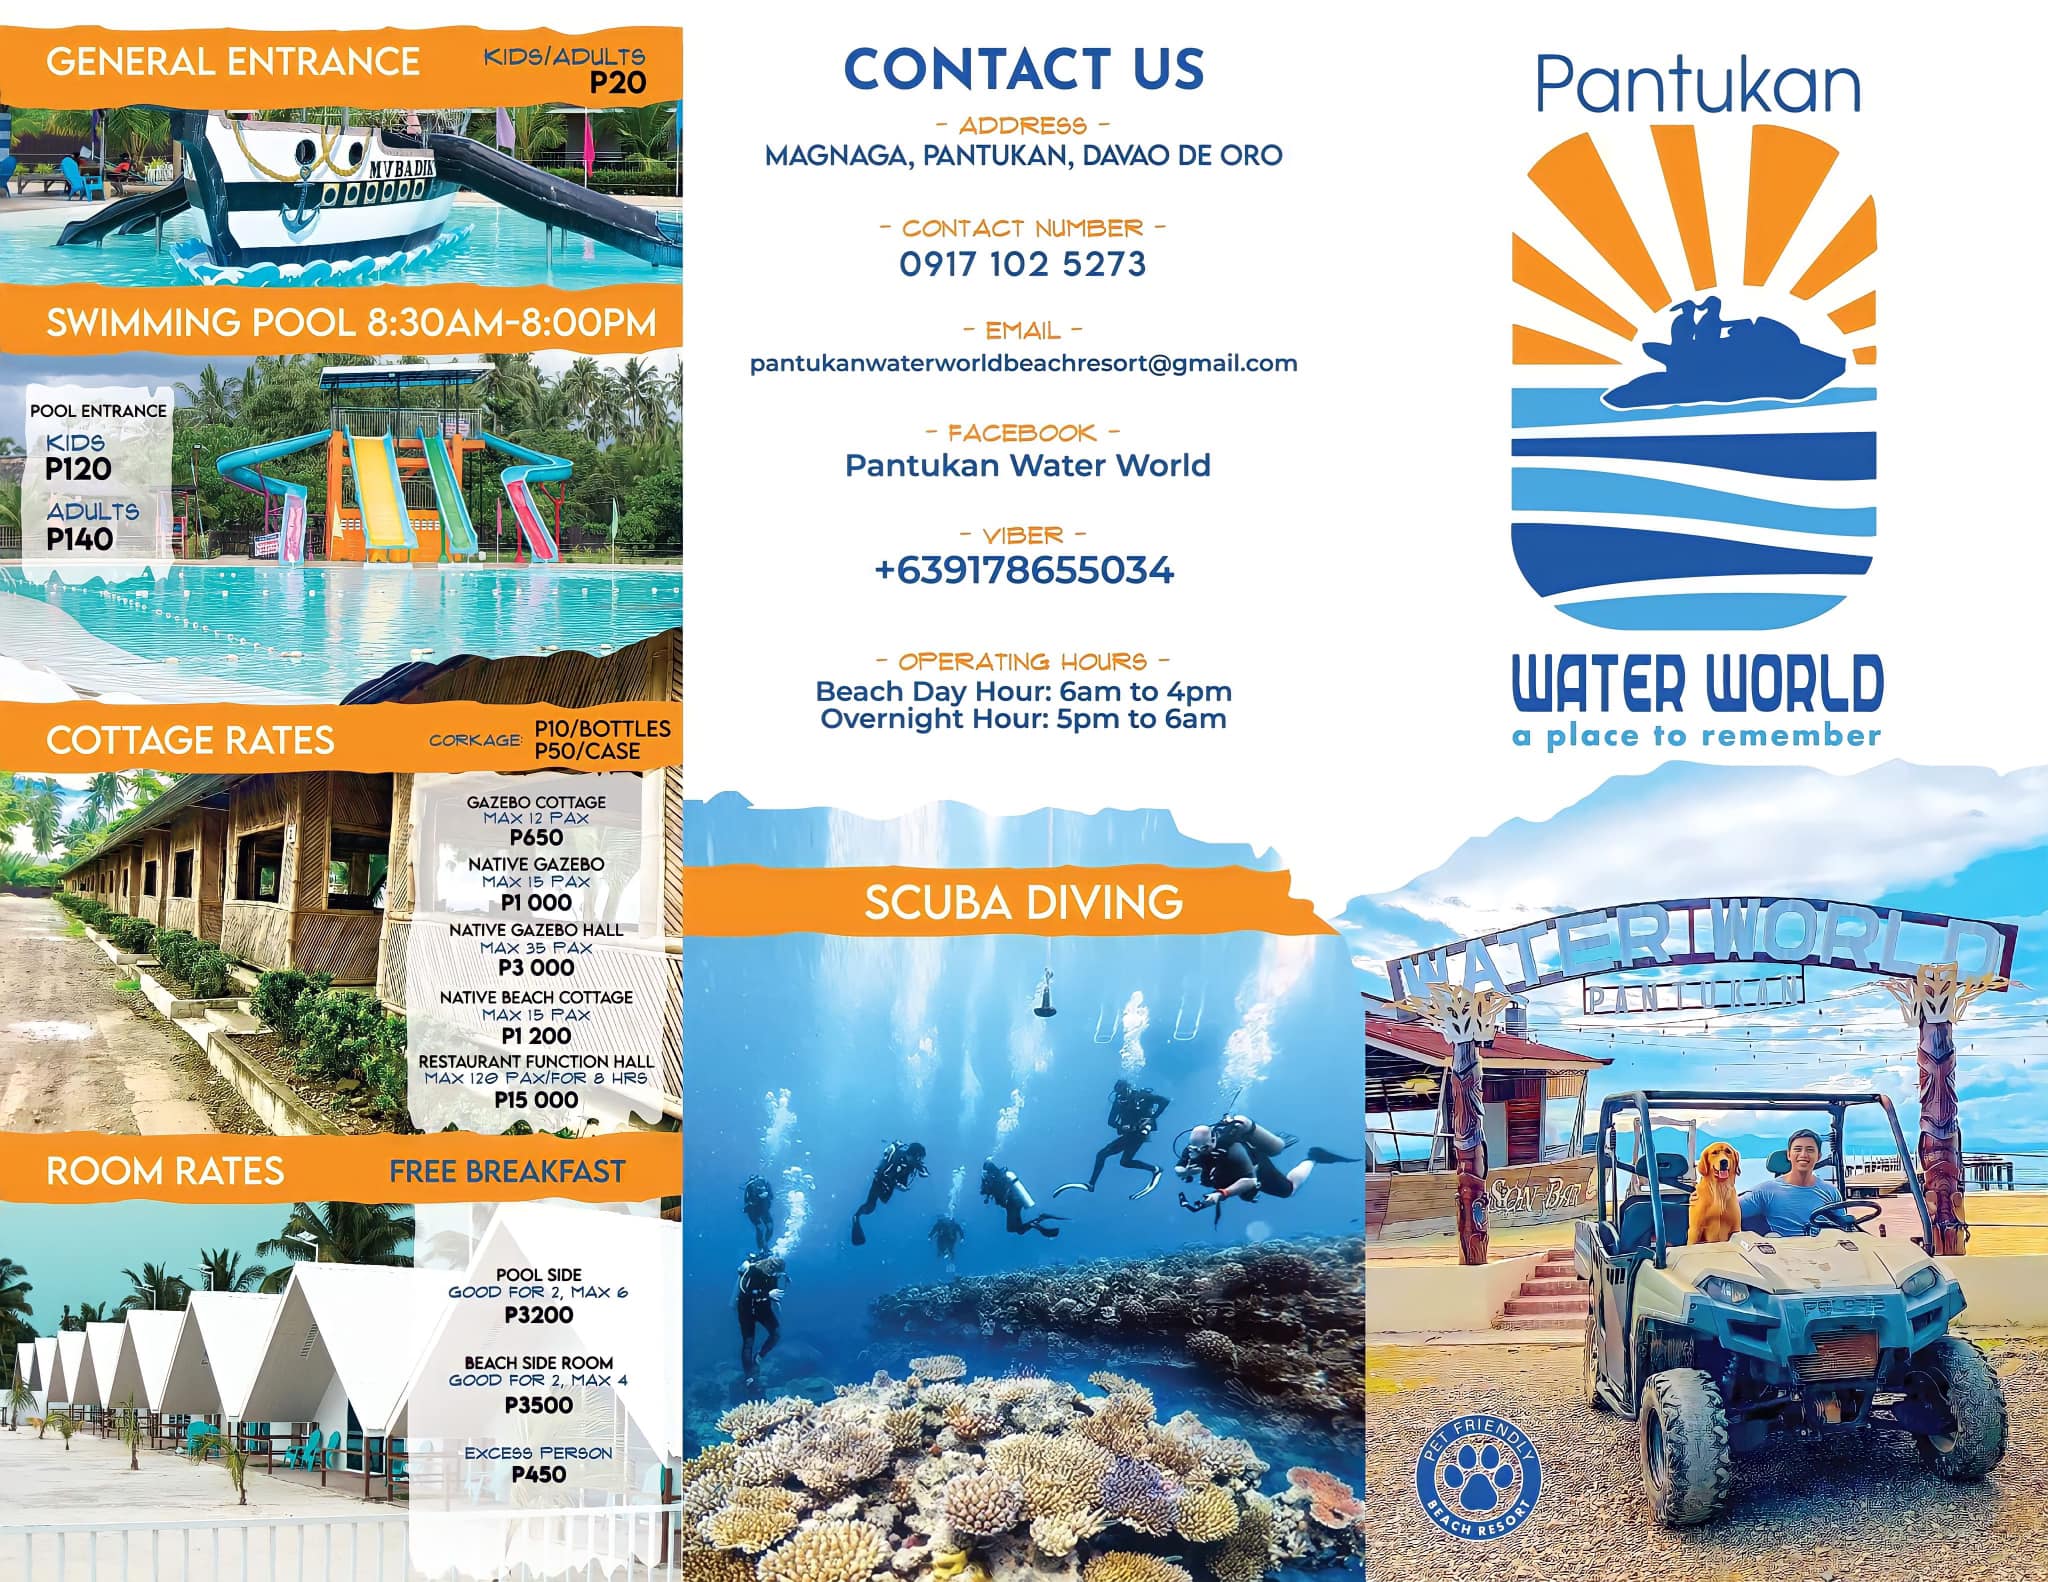 GENERAL ENTRANCE
KIDS/ADULTS
P20
MV BADIK
SWIMMING POOL 8:30AM-8:00PM
POOL ENTRANCE
KIDS
P120
ADULTS
P140
COTTAGE RATES
CORKAGE: P10/BOTTLES
P50/CASE
GAZEBO COTTAGE
MAX 12 PAX
P650
NATIVE GAZEBO
MAX 15 PAX
P1 000
NATIVE GAZEBO HALL
MAX 35 PAX
P3 000
NATIVE BEACH COTTAGE
MAX 15 PAX
P1 200
RESTAURANT FUNCTION HALL
MAX 120 PAX/FOR 8 HRS
P15 000
ROOM RATES
FREE BREAKFAST
POOL SIDE
GOOD FOR 2, MAX 6
P3200
BEACH SIDE ROOM
GOOD FOR 2, MAX 4
P3500
EXCESS PERSON
P450
CONTACT US
- ADDRESS -
MAGNAGA, PANTUKAN, DAVAO DE ORO
- CONTACT NUMBER -
0917 102 5273
- EMAIL -
pantukanwaterworldbeachresort@gmail.com
- FACEBOOK -
Pantukan Water World
- VIBER -
+639178655034
- OPERATING HOURS -
Beach Day Hour: 6am to 4pm
Overnight Hour: 5pm to 6am
SCUBA DIVING
Pantukan
WATER WORLD
a place to remember
WATER WORLD
PANTUKAN
PET FRIENDLY
BEACH RESORT